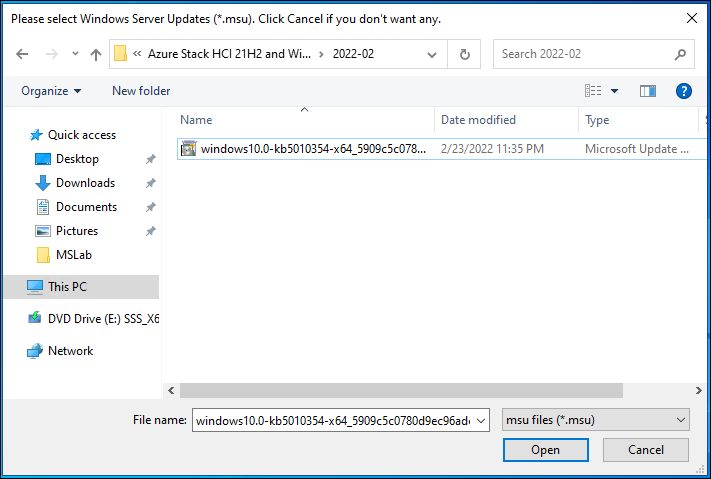 Please select Windows Server Updates (*.msu). Click Cancel if you don't want any.
« Azure Stack HCI 21H2 and Wi... > 2022-02
Search 2022-02
Organize
New folder
?
Name
Date modified
Type
S
Quick access
Desktop
Downloads
Documents
Pictures
MSLab
This PC
DVD Drive (E:) SSS_X6
Network
windows10.0-kb5010354-x64_5909c5c078...
2/23/2022 11:35 PM
Microsoft Update ...
File name:
windows10.0-kb5010354-x64_5909c5c0780d9ec96ad
msu files (*.msu)
Open
Cancel